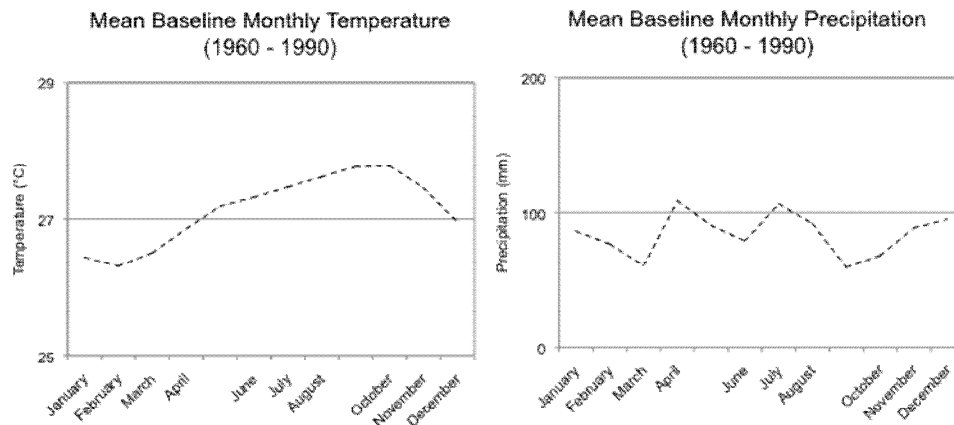 Mean Baseline Monthly Temperature
(1960 - 1990)
29
27
25
Temperature (°C)
January
February
March
April
June
July
August
October
November
December
Mean Baseline Monthly Precipitation
(1960 - 1990)
200
100
0
Precipitation (mm)
January
February
March
April
June
July
August
October
November
December